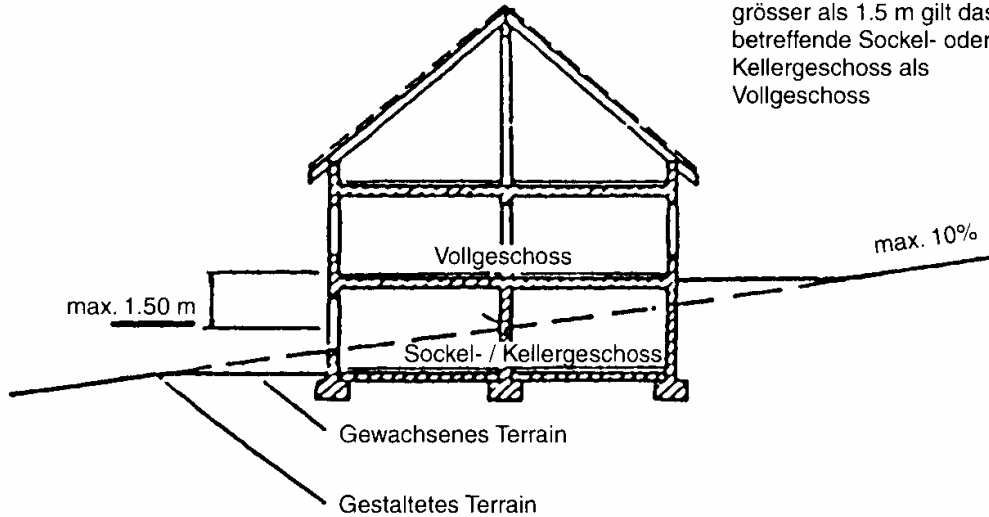 grösser als 1.5 m gilt das
betreffende Sockel- oder
Kellergeschoss als
Vollgeschoss
max. 10%
Vollgeschoss
max. 1.50 m
Sockel- / Kellergeschoss
Gewachsenes Terrain
Gestaltetes Terrain